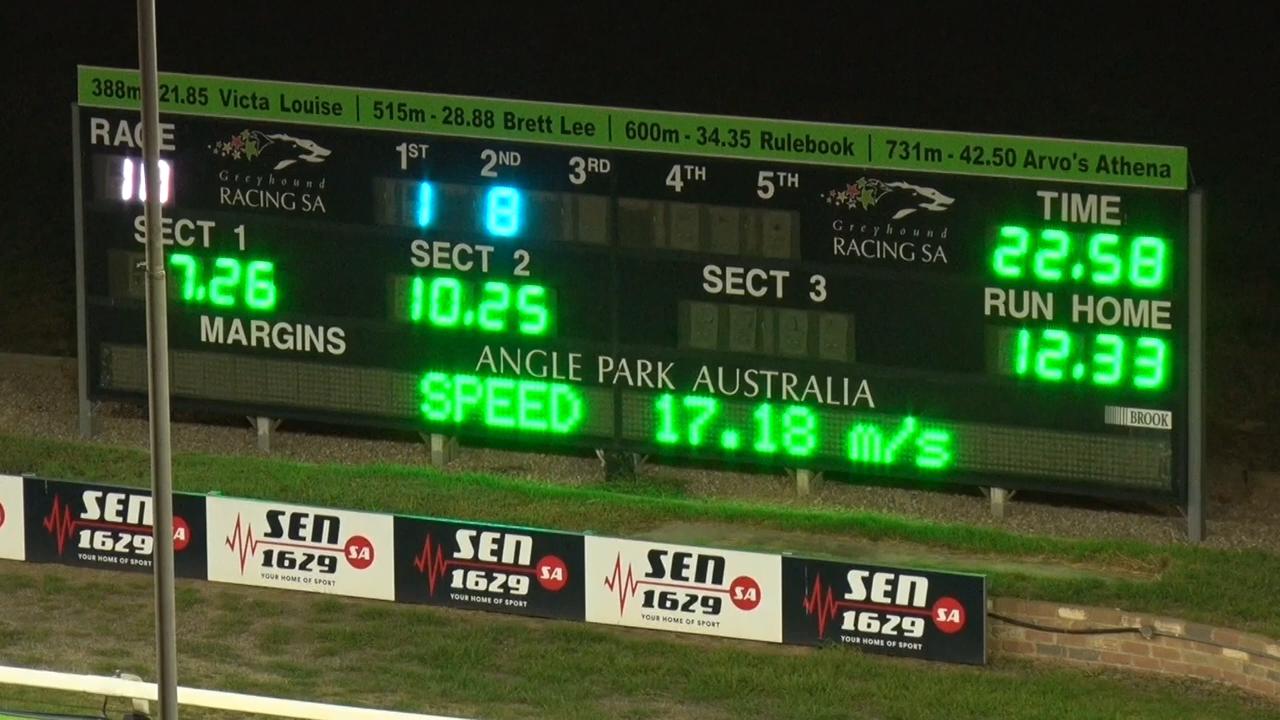 388m - 21.85 Victa Louise | 515m - 28.88 Brett Lee | 600m - 34.35 Rulebook | 731m - 42.50 Arvo's Athena
RACE
Greyhound
RACING SA
1ST 2ND 3RD 4TH 5TH
1 8
Greyhound
RACING SA
TIME
22.58
SECT 1
7.26
SECT 2
10.25
SECT 3
RUN HOME
12.33
MARGINS
ANGLE PARK AUSTRALIA
SPEED 17.18 m/s
BROOK
SEN
1629
SA
YOUR HOME OF SPORT
SEN
1629
SA
YOUR HOME OF SPORT
SEN
1629
SA
YOUR HOME OF SPORT
SEN
1629
SA
YOUR HOME OF SPORT
SEN
1629
SA
YOUR HOME OF SPORT